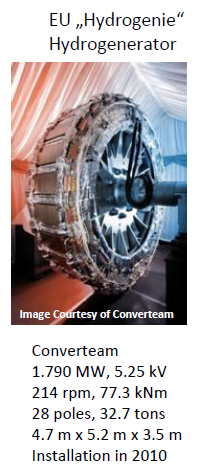 EU „Hydrogenie“
Hydrogenerator
Image Courtesy of Converteam
Converteam
1.790 MW, 5.25 kV
214 rpm, 77.3 kNm
28 poles, 32.7 tons
4.7 m x 5.2 m x 3.5 m
Installation in 2010